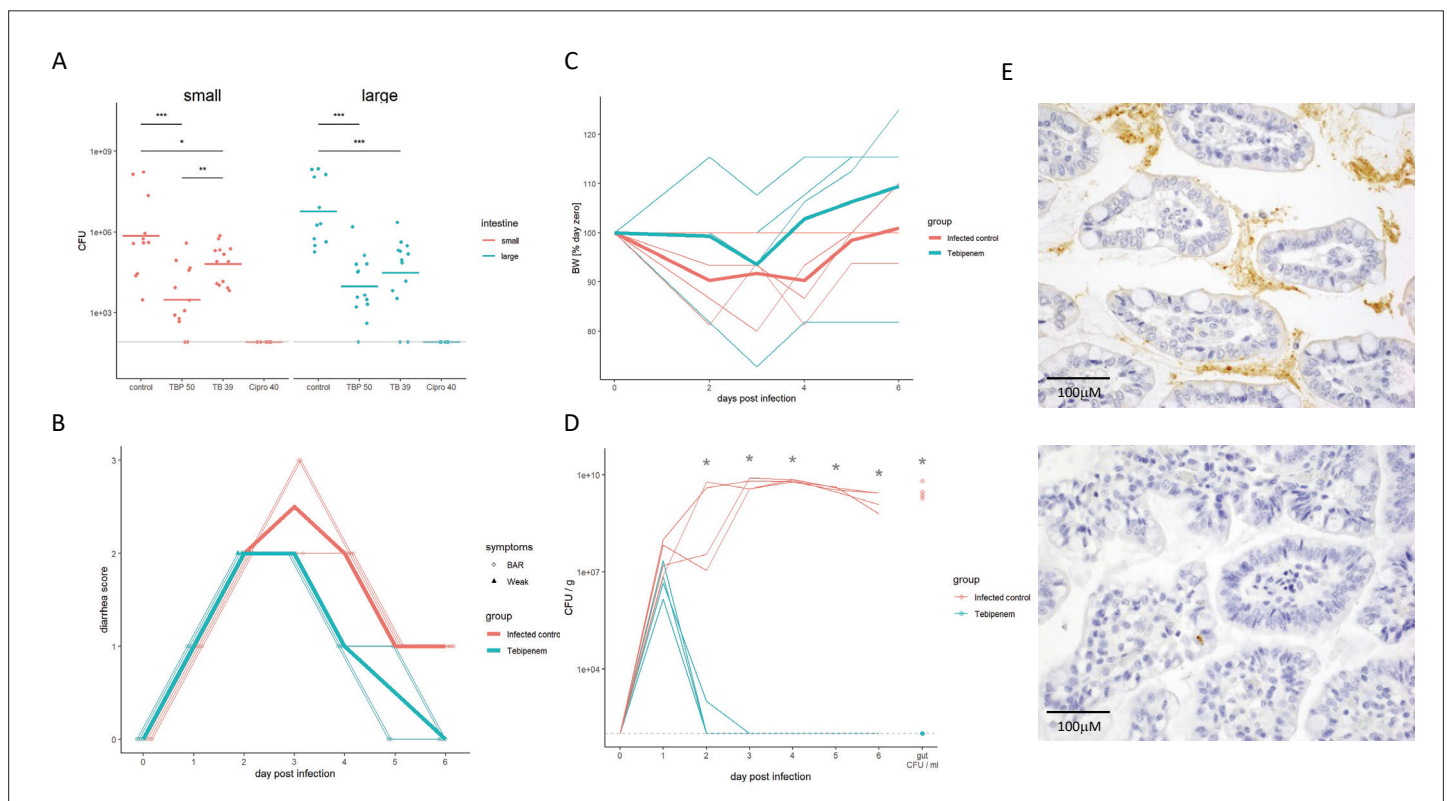 A
small large
***
***
*
***
**
1e+09
1e+06
1e+03
CFU
control TBP 50 TB 39 Cipro 40
control TBP 50 TB 39 Cipro 40
intestine
small
large
B
3
2
1
0
diarrhea score
0 1 2 3 4 5 6
day post infection
symptoms
BAR
Weak
group
Infected contro
Tebipenem
C
120
110
100
90
80
BW [% day zero]
0 2 4 6
days post infection
group
Infected control
Tebipenem
D
* * * * * *
1e+10
1e+07
1e+04
CFU / g
0 1 2 3 4 5 6 gut
CFU / ml
day post infection
group
Infected control
Tebipenem
E
100μM
100μM